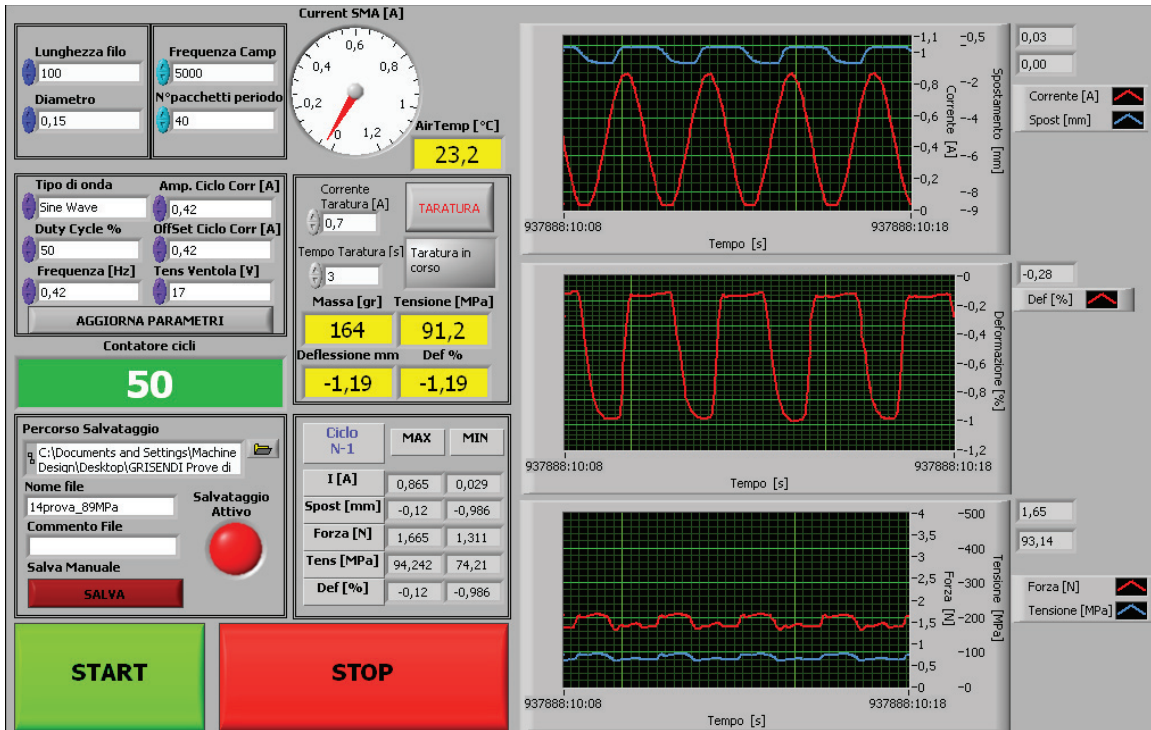 Lunghezza filo
100
Diametro
0,15
Frequenza Camp
5000
N°pacchetti periodo
40
Current SMA [A]
0
0,2
0,4
0,6
0,8
1
1,2
AirTemp [°C]
23,2
Tipo di onda
Sine Wave
Amp. Ciclo Corr [A]
0,42
Duty Cycle %
50
OffSet Ciclo Corr [A]
0,42
Frequenza [Hz]
0,42
Tens Ventola [V]
17
AGGIORNA PARAMETRI
Contatore cicli
50
Corrente
Taratura [A]
0,7
TARATURA
Tempo Taratura [s]
3
Taratura in
corso
Massa [gr]
164
Tensione [MPa]
91,2
Deflessione mm
-1,19
Def %
-1,19
Percorso Salvataggio
C:\Documents and Settings\Machine
Design\Desktop\GRISENDI Prove di
Nome file
14prova_89MPa
Commento File
Salvataggio
Attivo
Salva Manuale
SALVA
Ciclo
N-1
MAX
MIN
I [A]
0,865
0,029
Spost [mm]
-0,12
-0,986
Forza [N]
1,665
1,311
Tens [MPa]
94,242
74,21
Def [%]
-0,12
-0,986
START
STOP
-1,1
-1
-0,8
-0,6
-0,4
-0,2
-0
Corrente [A]
-0,5
-2
-4
-6
-8
-9
Spostamento [mm]
937888:10:08
937888:10:18
Tempo [s]
0,03
0,00
Corrente [A]
Spost [mm]
-0
-0,2
-0,4
-0,6
-0,8
-1
-1,2
Deformazione [%]
937888:10:08
937888:10:18
Tempo [s]
-0,28
Def [%]
-4
-3,5
-3
-2,5
-2
-1,5
-1
-0,5
-0
Forza [N]
-500
-400
-300
-200
-100
-0
Tensione [MPa]
937888:10:08
937888:10:18
Tempo [s]
1,65
93,14
Forza [N]
Tensione [MPa]